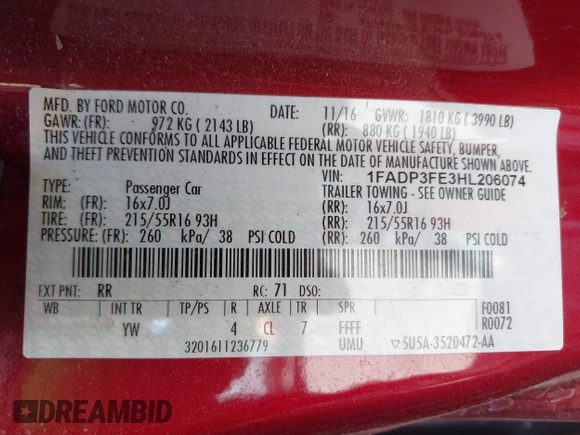 MFD. BY FORD MOTOR CO. DATE: 11/16 GVWR: 1810 KG ( 3990 LB)
GAWR: (FR): 972 KG ( 2143 LB) (RR): 880 KG ( 1940 LB)
THIS VEHICLE CONFORMS TO ALL APPLICABLE FEDERAL MOTOR VEHICLE SAFETY, BUMPER,
AND THEFT PREVENTION STANDARDS IN EFFECT ON THE DATE OF MANUFACTURE SHOWN ABOVE.
VIN: 1FADP3FE3HL206074
TYPE: Passenger Car TRAILER TOWING - SEE OWNER GUIDE
RIM: (FR): 16x7.0J (RR): 16x7.0J
TIRE: (FR): 215/55R16 93H (RR): 215/55R16 93H
PRESSURE: (FR): 260 kPa/ 38 PSI COLD (RR): 260 kPa/ 38 PSI COLD
EXT PNT: RR RC: 71 DSO:
WB INT TR TP/PS R AXLE TR SPR F0081
YW 4 CL 7 FFFF R0072
3201611236779 UMU ▽5U5A-3520472-AA
DREAMBID